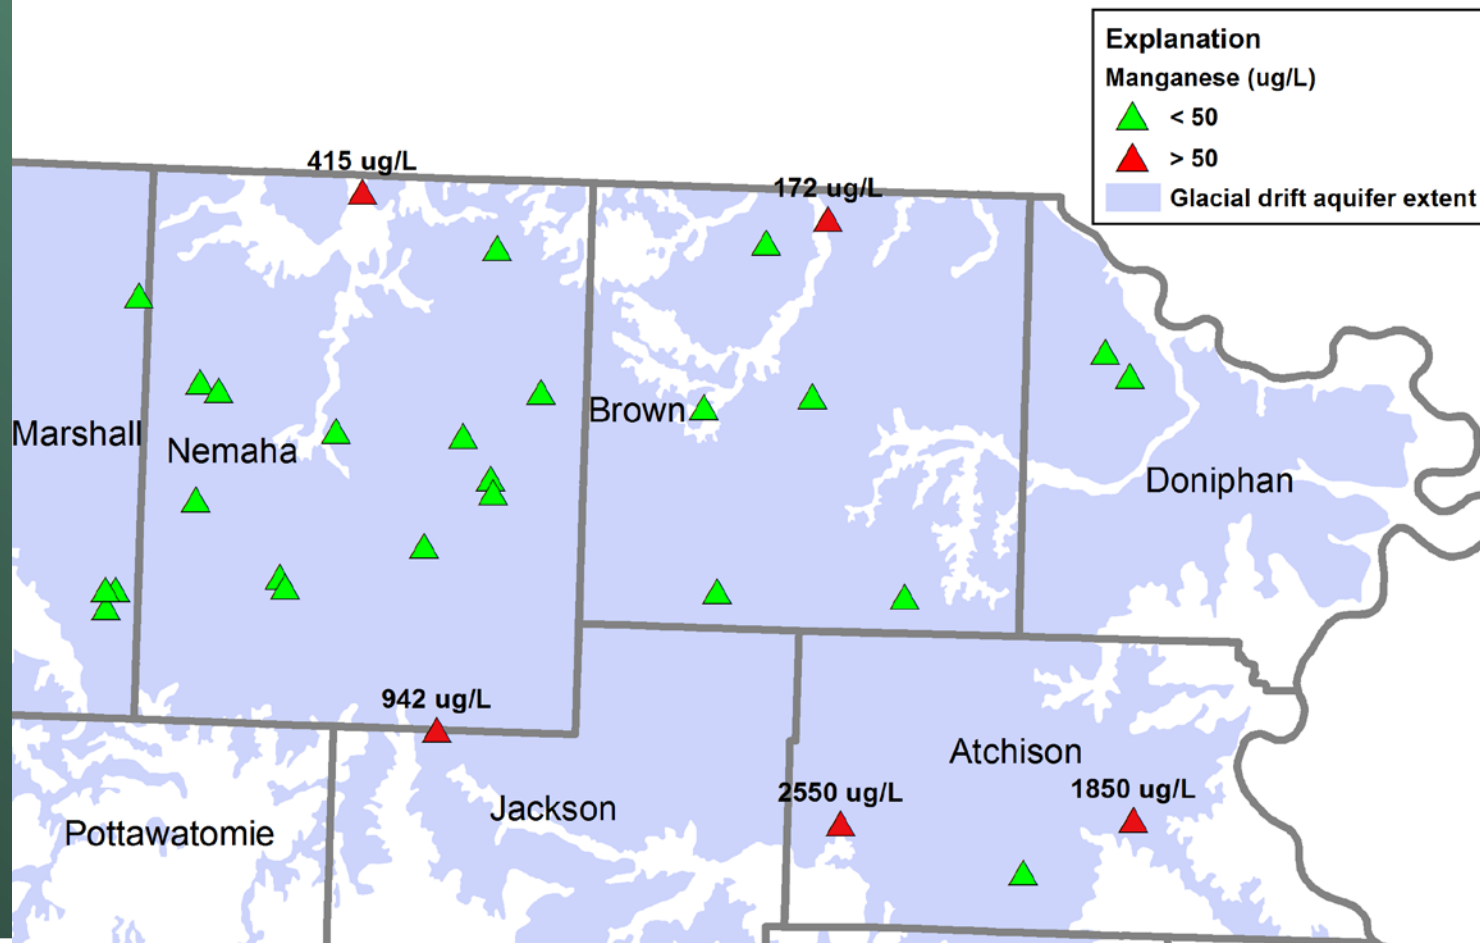 Explanation
Manganese (ug/L)
< 50
> 50
Glacial drift aquifer extent
415 ug/L
172 ug/L
Marshall
Nemaha
Brown
Doniphan
942 ug/L
Atchison
2550 ug/L
1850 ug/L
Jackson
Pottawatomie